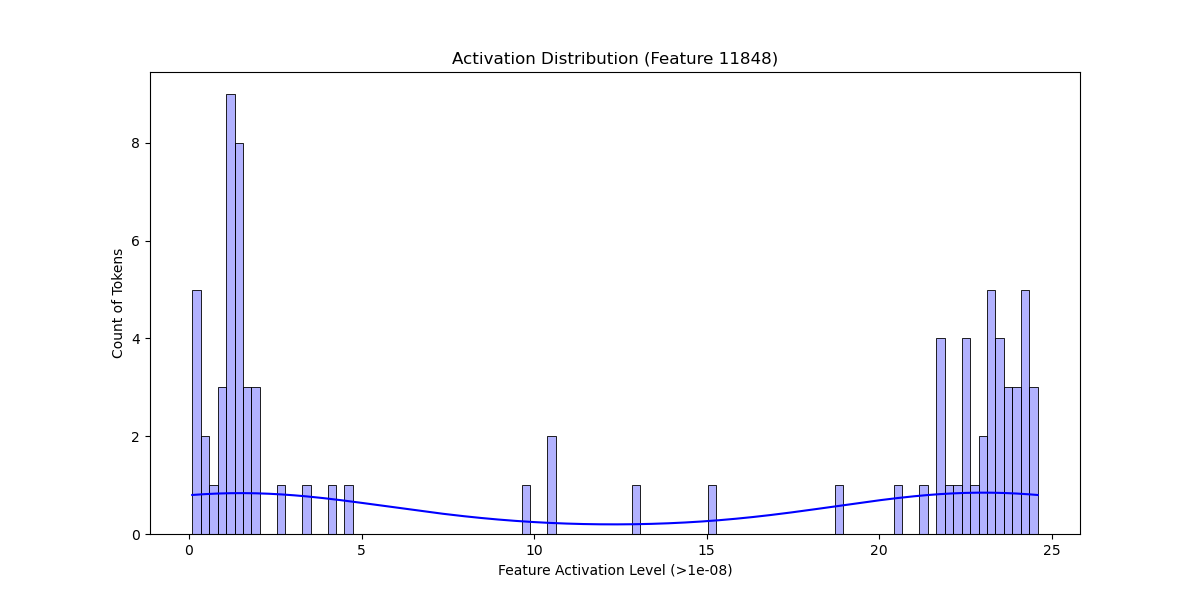 Activation Distribution (Feature 11848)
8
6
4
2
0
Count of Tokens
0 5 10 15 20 25
Feature Activation Level (>1e-08)